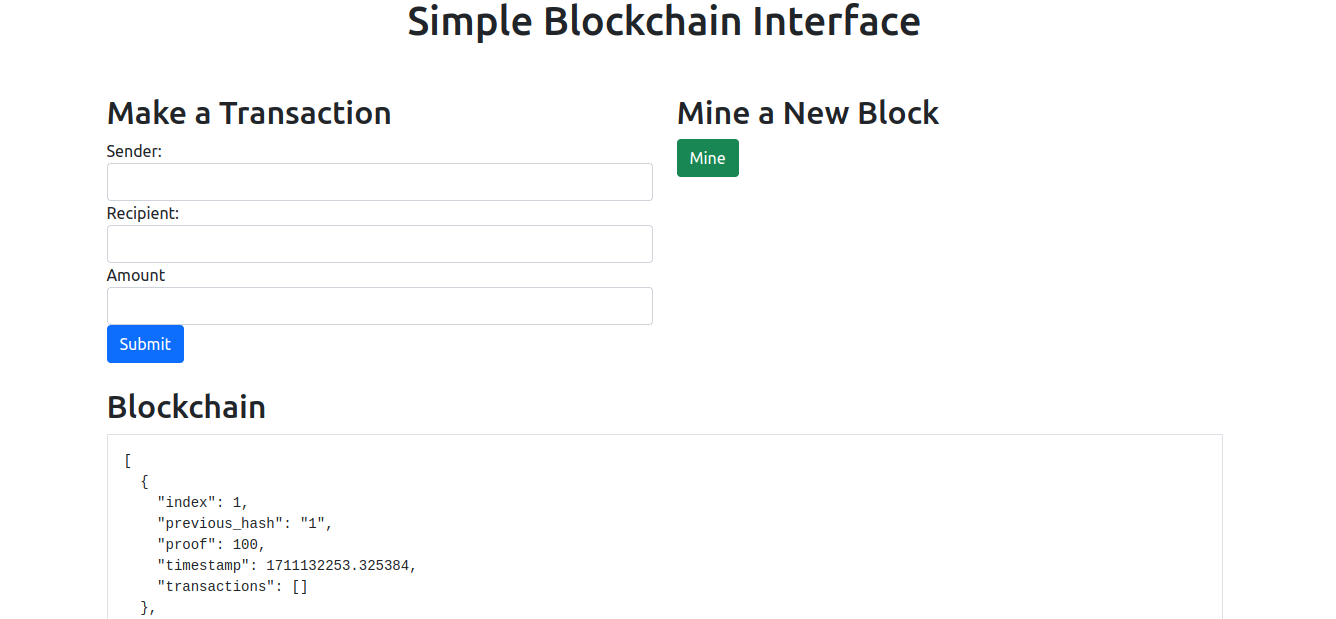 Simple Blockchain Interface
Make a Transaction
Sender:
Recipient:
Amount
Submit
Mine a New Block
Mine
Blockchain
[
  {
    "index": 1,
    "previous_hash": "1",
    "proof": 100,
    "timestamp": 1711132253.325384,
    "transactions": []
  },